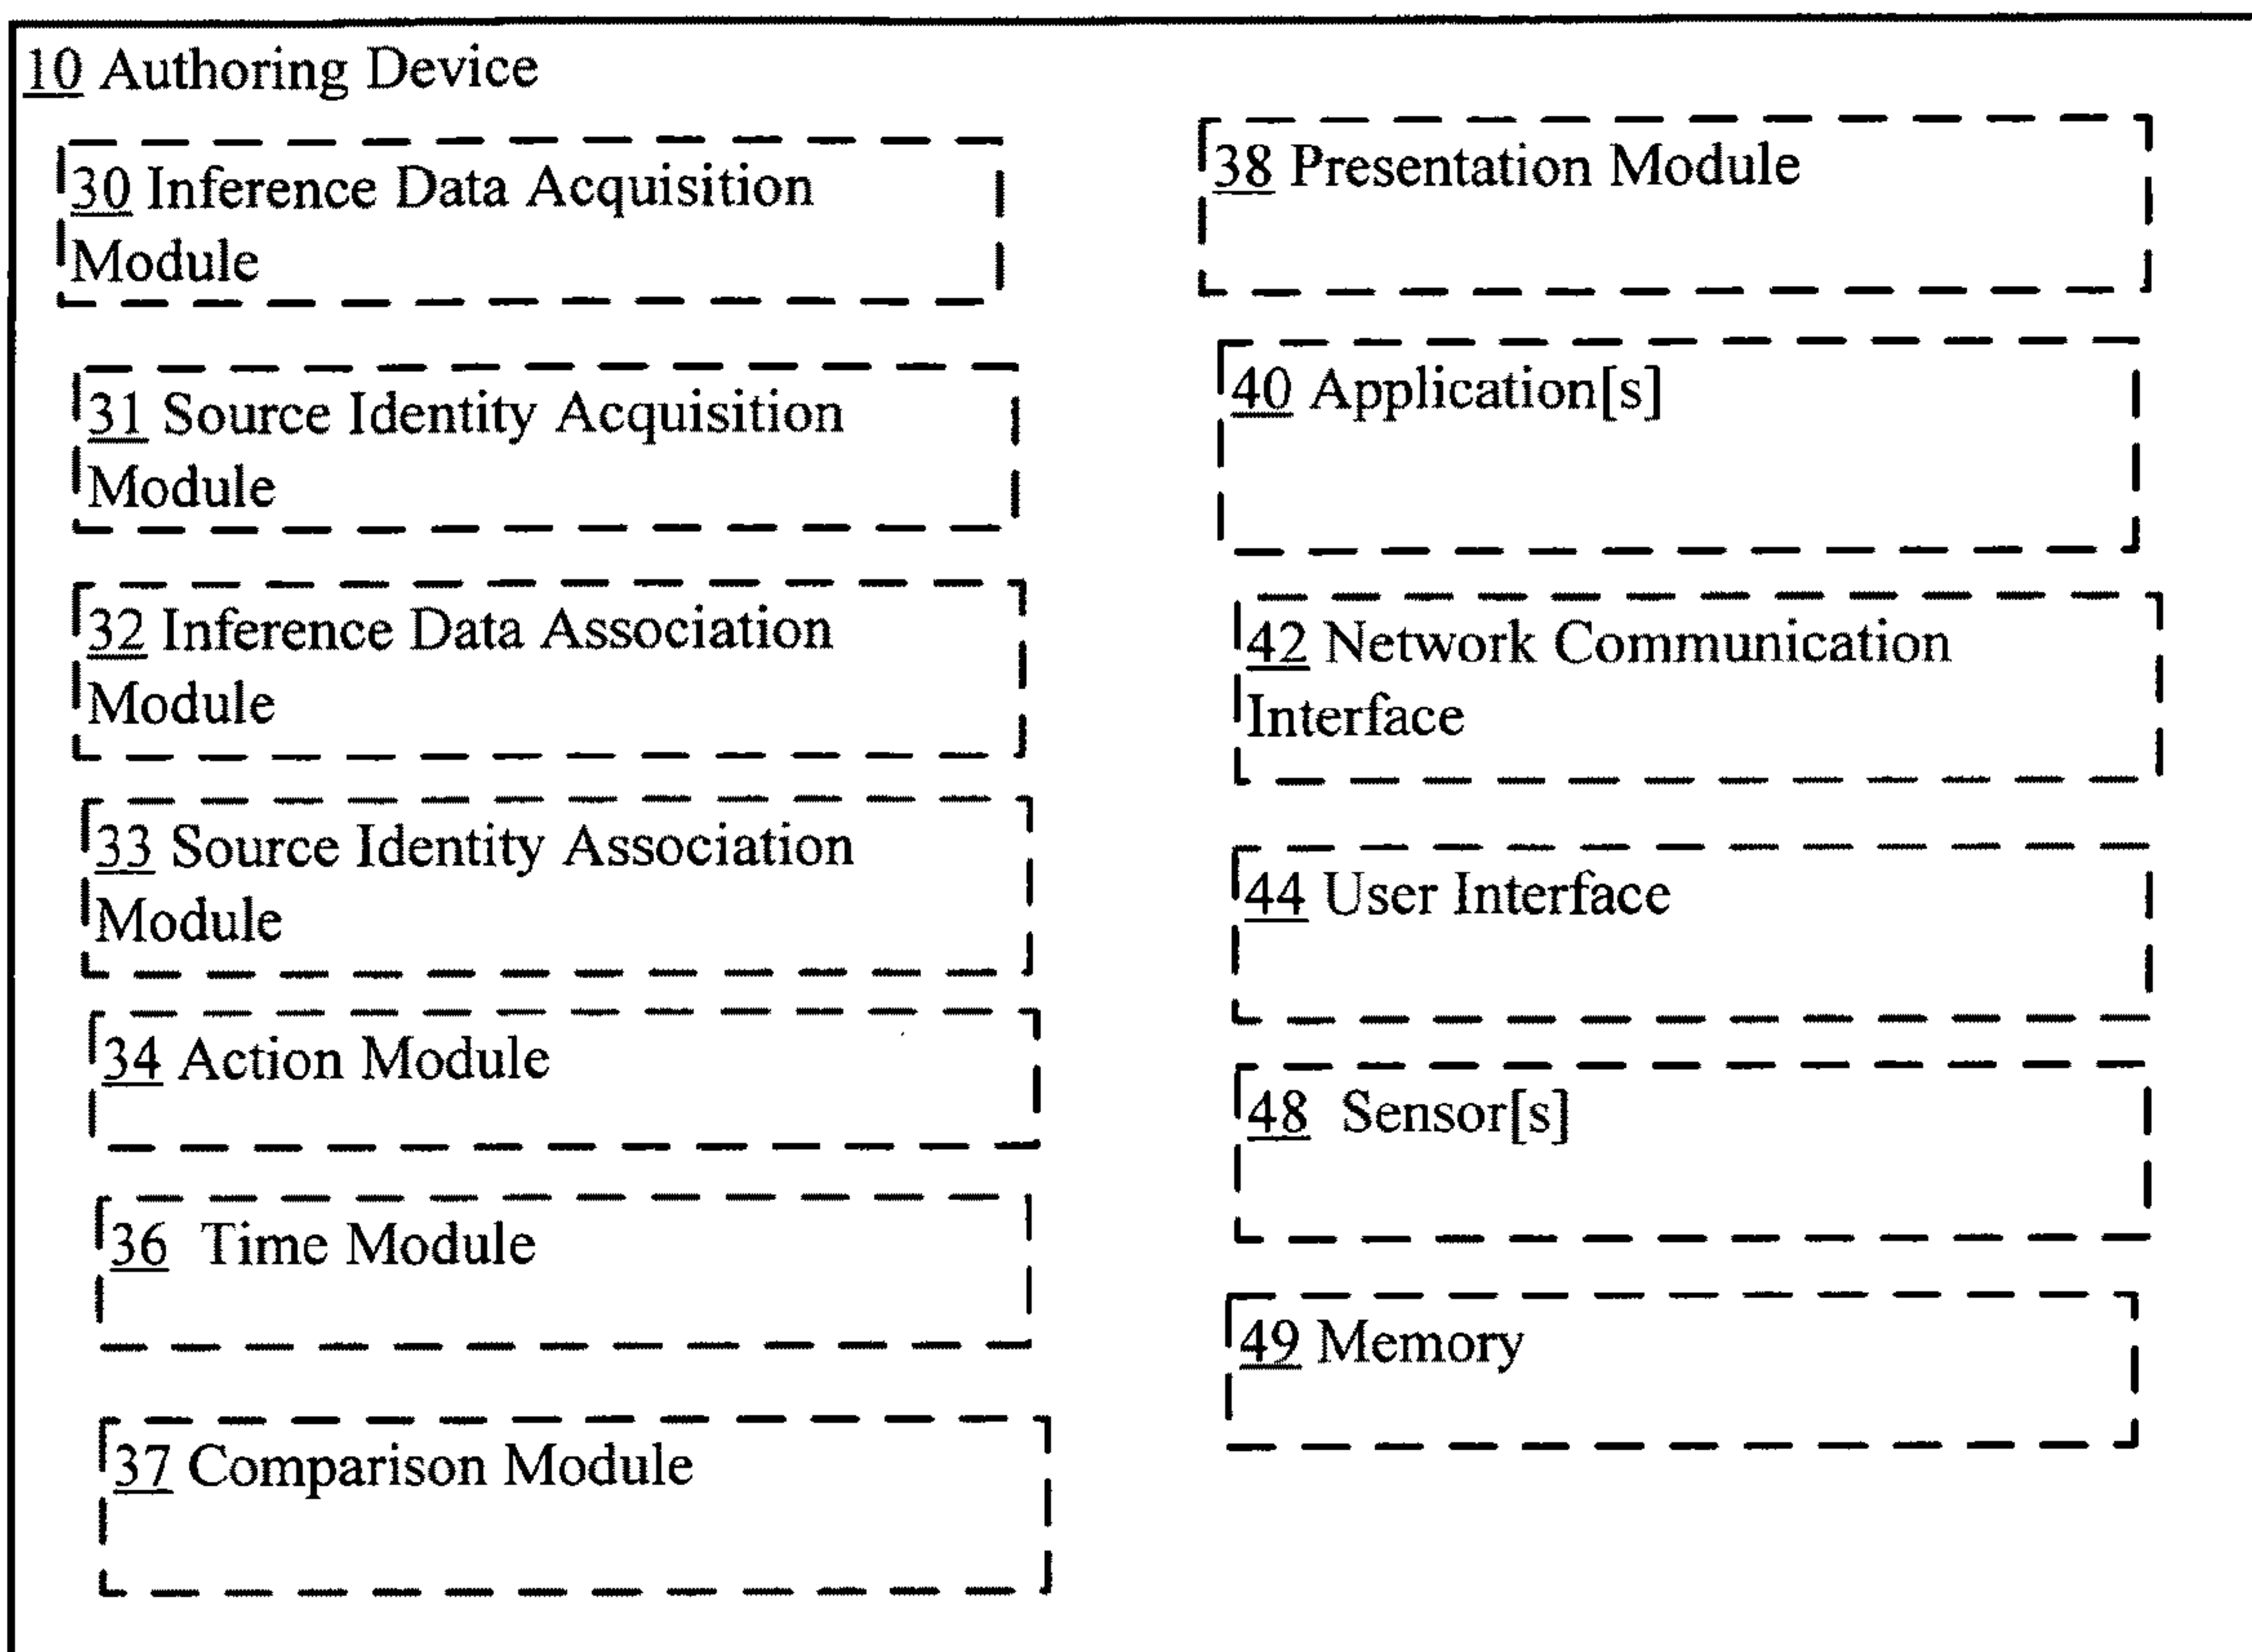 10 Authoring Device
30 Inference Data Acquisition
Module
31 Source Identity Acquisition
Module
32 Inference Data Association
Module
33 Source Identity Association
Module
34 Action Module
36 Time Module
37 Comparison Module
38 Presentation Module
40 Application[s]
42 Network Communication
Interface
44 User Interface
48 Sensor[s]
49 Memory